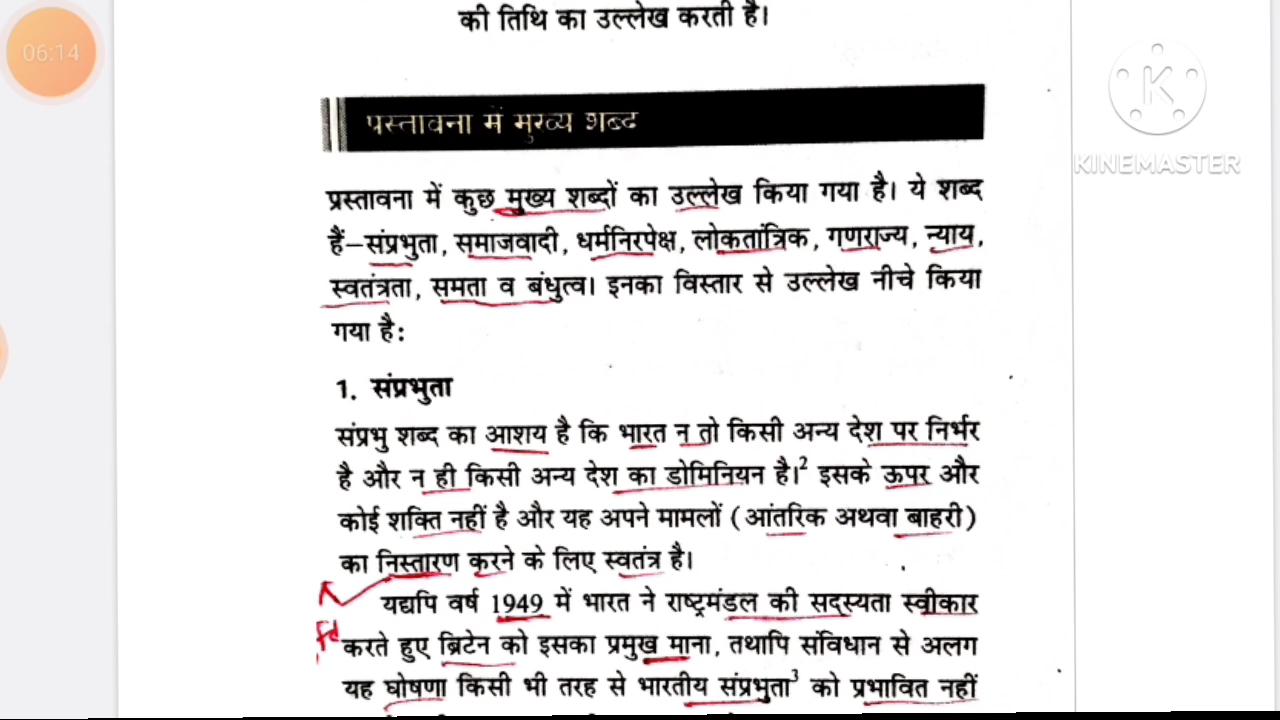 की तिथि का उल्लेख करती है।
06:14
KINEMASTER
प्रस्तावना में मुख्य शब्द
प्रस्तावना में कुछ मुख्य शब्दों का उल्लेख किया गया है। ये शब्द
हैं–संप्रभुता, समाजवादी, धर्मनिरपेक्ष, लोकतांत्रिक, गणराज्य, न्याय,
स्वतंत्रता, समता व बंधुत्व। इनका विस्तार से उल्लेख नीचे किया
गया है:
1. संप्रभुता
संप्रभु शब्द का आशय है कि भारत न तो किसी अन्य देश पर निर्भर
है और न ही किसी अन्य देश का डोमिनियन है।² इसके ऊपर और
कोई शक्ति नहीं है और यह अपने मामलों (आंतरिक अथवा बाहरी)
का निस्तारण करने के लिए स्वतंत्र है।
यद्यपि वर्ष 1949 में भारत ने राष्ट्रमंडल की सदस्यता स्वीकार
करते हुए ब्रिटेन को इसका प्रमुख माना, तथापि संविधान से अलग
यह घोषणा किसी भी तरह से भारतीय संप्रभुता³ को प्रभावित नहीं